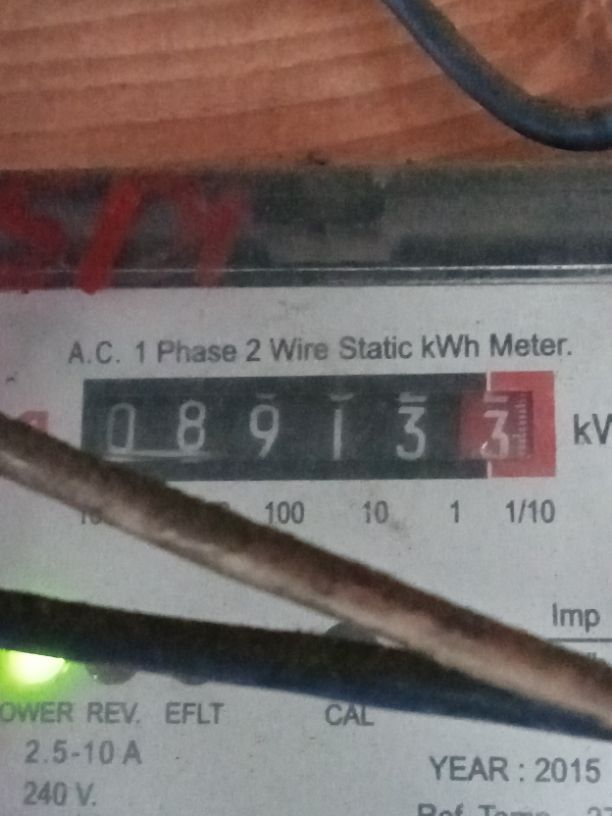 A.C. 1 Phase 2 Wire Static kWh Meter.
0 8 9 1 3 3
100 10 1 1/10
Imp
REV. EFLT CAL
2.5-10 A
YEAR : 2015
240 V.